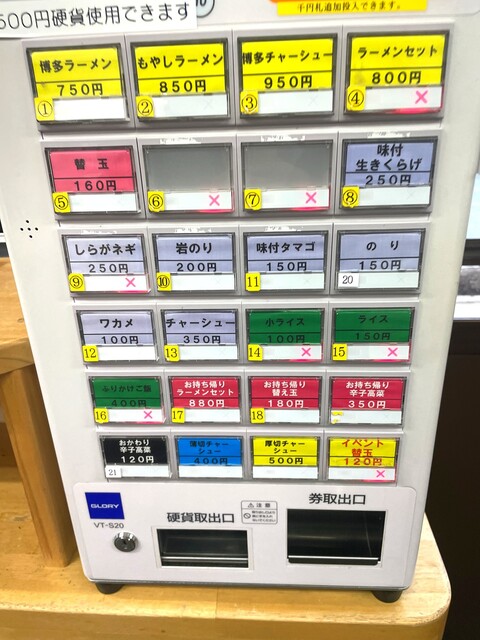 500円硬貨使用できます
千円札追加投入できます。
博多ラーメン
750円
①
もやしラーメン
850円
②
博多チャーシュー
950円
③
ラーメンセット
800円
④
替玉
160円
⑤
⑥
⑦
味付
生きくらげ
250円
⑧
しらがネギ
250円
⑨
岩のり
200円
⑩
味付タマゴ
150円
11
のり
150円
20
ワカメ
100円
12
チャーシュー
350円
13
小ライス
100円
14
ライス
150円
15
ふりかけご飯
400円
16
お持ち帰り
ラーメンセット
880円
17
お持ち帰り
替え玉
180円
18
お持ち帰り
辛子高菜
350円
おかわり
辛子高菜
120円
21
薄切チャー
シュー
400円
厚切チャー
シュー
500円
イベント
替玉
120円
GLORY
VT-S20
硬貨取出口
注意
券取出口